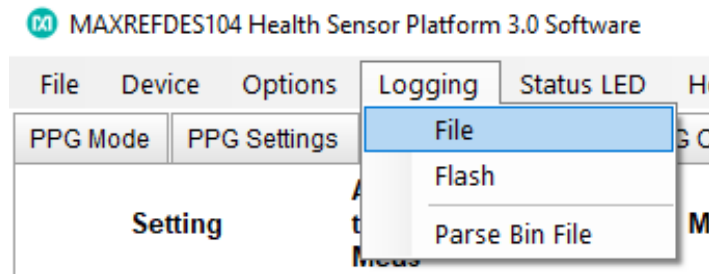 MAXREFDES104 Health Sensor Platform 3.0 Software
File Device Options Logging Status LED
PPG Mode PPG Settings File
Flash
Setting
Parse Bin File